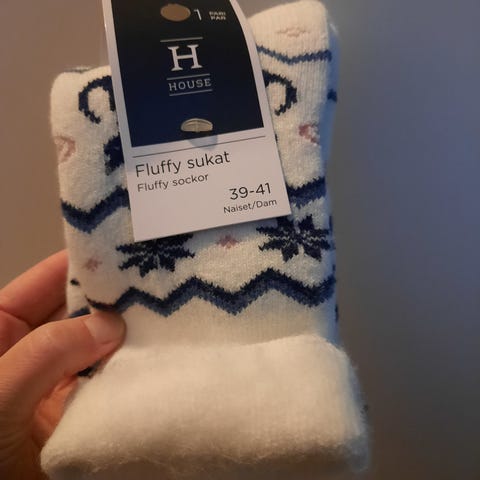 1 PARI
PAR
H
HOUSE
Fluffy sukat
Fluffy sockor
39-41
Naiset/Dam